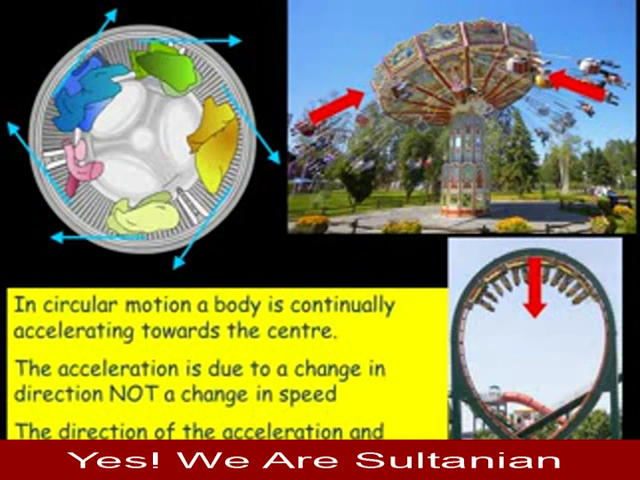 In circular motion a body is continually
accelerating towards the centre.
The acceleration is due to a change in
direction NOT a change in speed
The direction of the acceleration and
Yes! We Are Sultanian